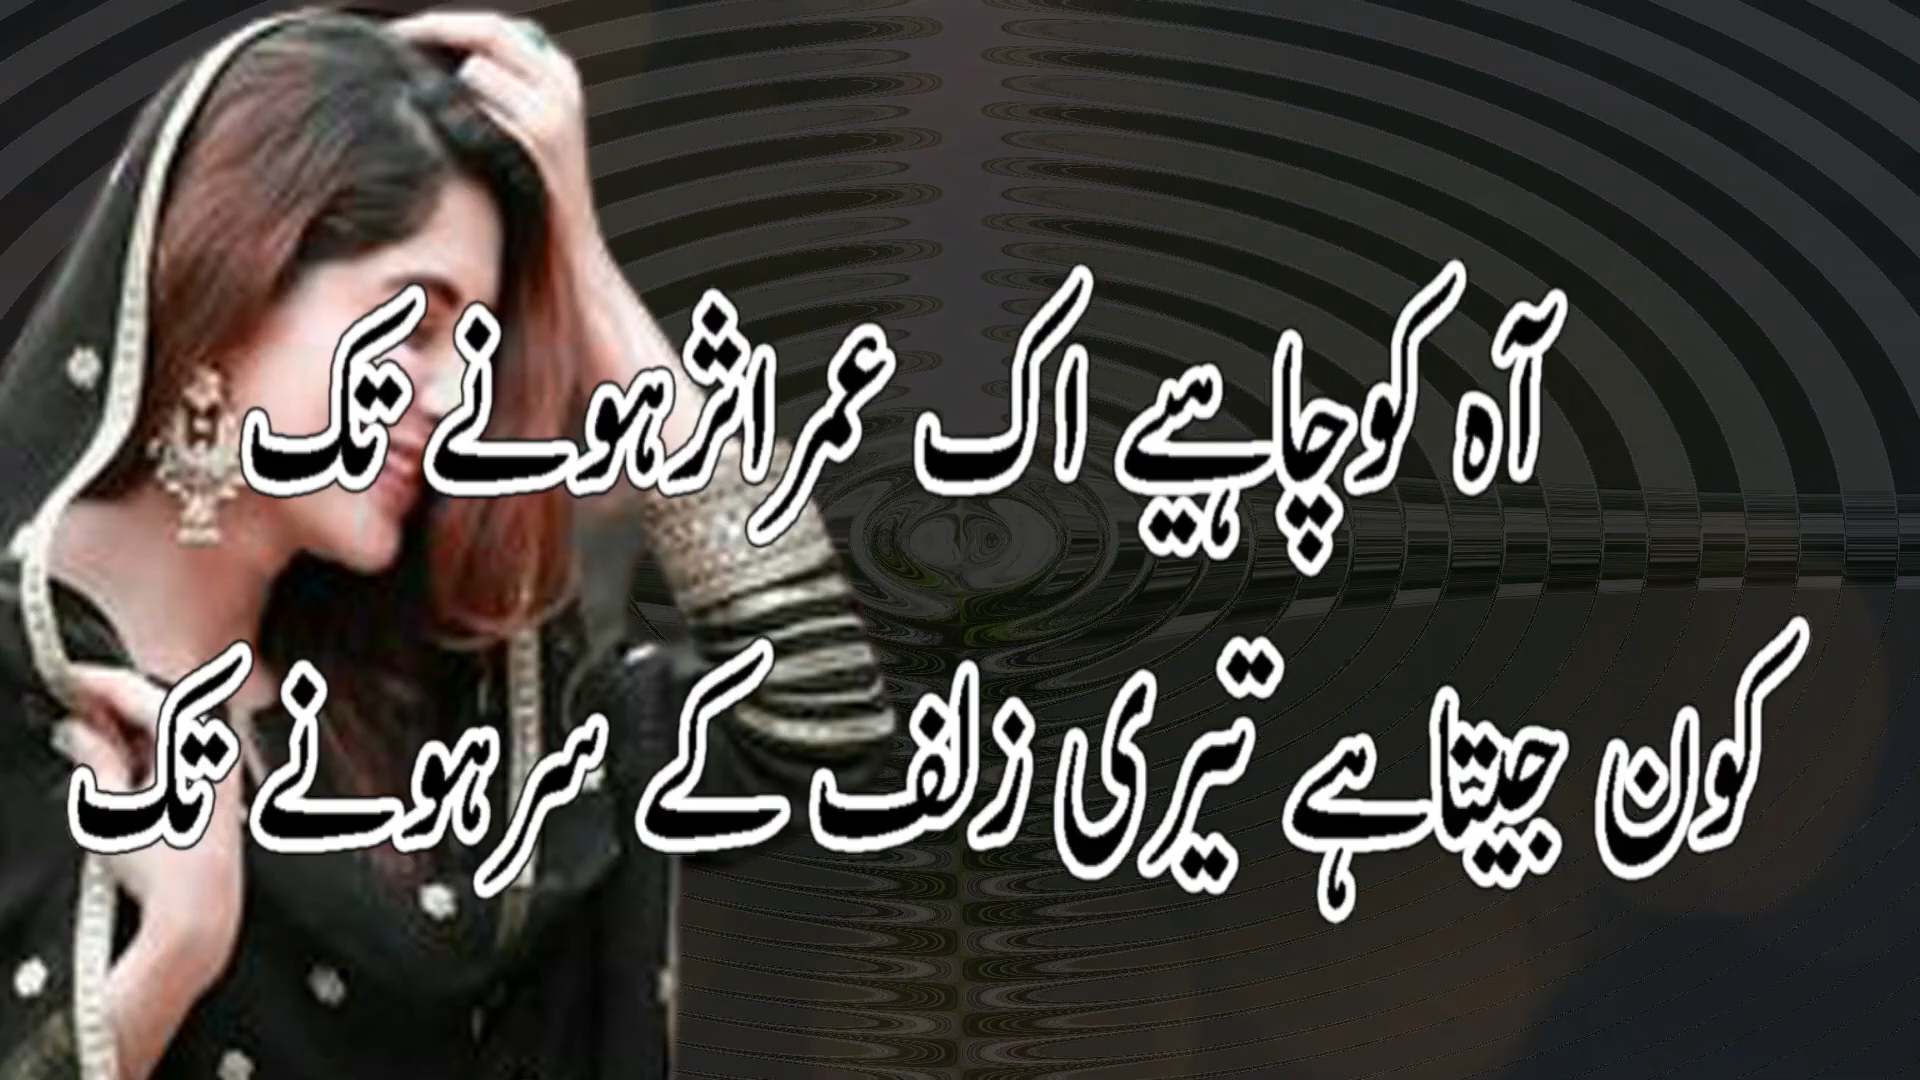 آہ کو چاہیے اک عمر اثر ہونے تک
کون جیتا ہے تیری زلف کے سر ہونے تک